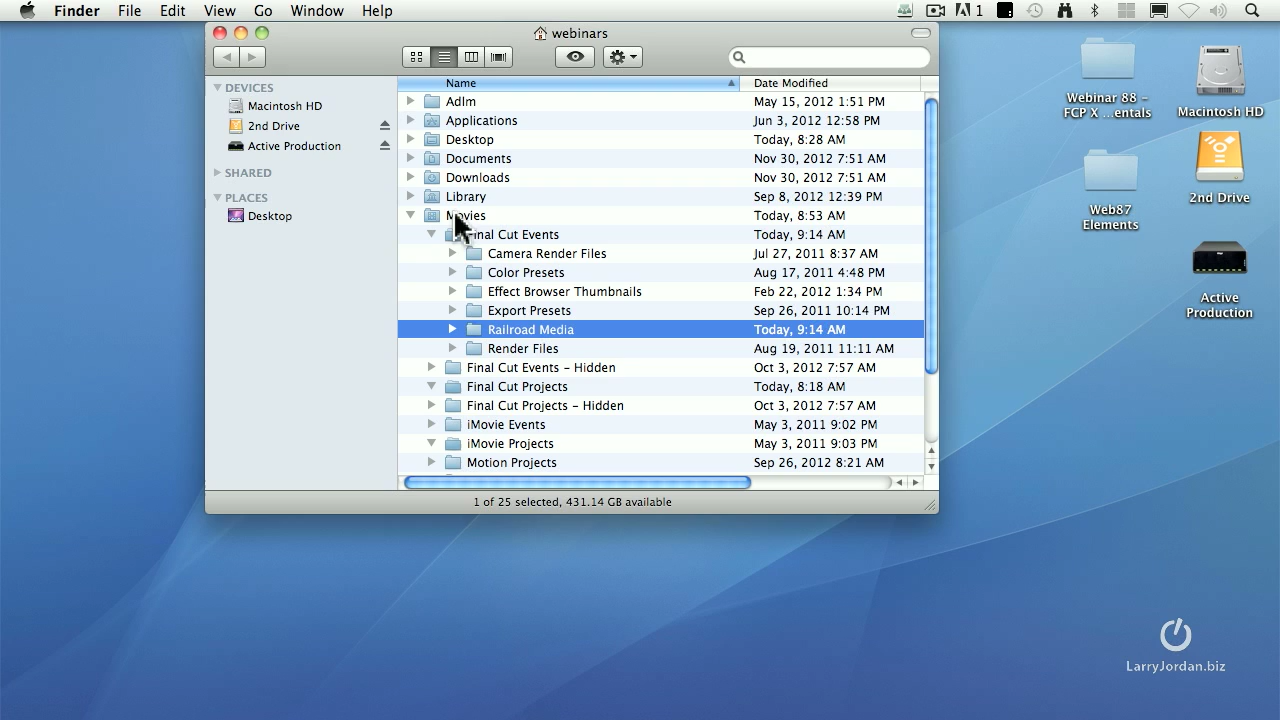 Finder File Edit View Go Window Help 1
webinars
Name Date Modified
DEVICES
Macintosh HD
2nd Drive
Active Production
SHARED
PLACES
Desktop
AdIm May 15, 2012 1:51 PM
Applications Jun 3, 2012 12:58 PM
Desktop Today, 8:28 AM
Documents Nov 30, 2012 7:51 AM
Downloads Nov 30, 2012 7:51 AM
Library Sep 8, 2012 12:39 PM
Movies Today, 8:53 AM
Final Cut Events Today, 9:14 AM
Camera Render Files Jul 27, 2011 8:37 AM
Color Presets Aug 17, 2011 4:48 PM
Effect Browser Thumbnails Feb 22, 2012 1:34 PM
Export Presets Sep 26, 2011 10:14 PM
Railroad Media Today, 9:14 AM
Render Files Aug 19, 2011 11:11 AM
Final Cut Events – Hidden Oct 3, 2012 7:57 AM
Final Cut Projects Today, 8:18 AM
Final Cut Projects – Hidden Oct 3, 2012 7:57 AM
iMovie Events May 3, 2011 9:02 PM
iMovie Projects May 3, 2011 9:03 PM
Motion Projects Sep 26, 2012 8:21 AM
1 of 25 selected, 431.14 GB available
Webinar 88 –
FCP X ...entals
Macintosh HD
Web87
Elements
2nd Drive
Active
Production
LarryJordan.biz